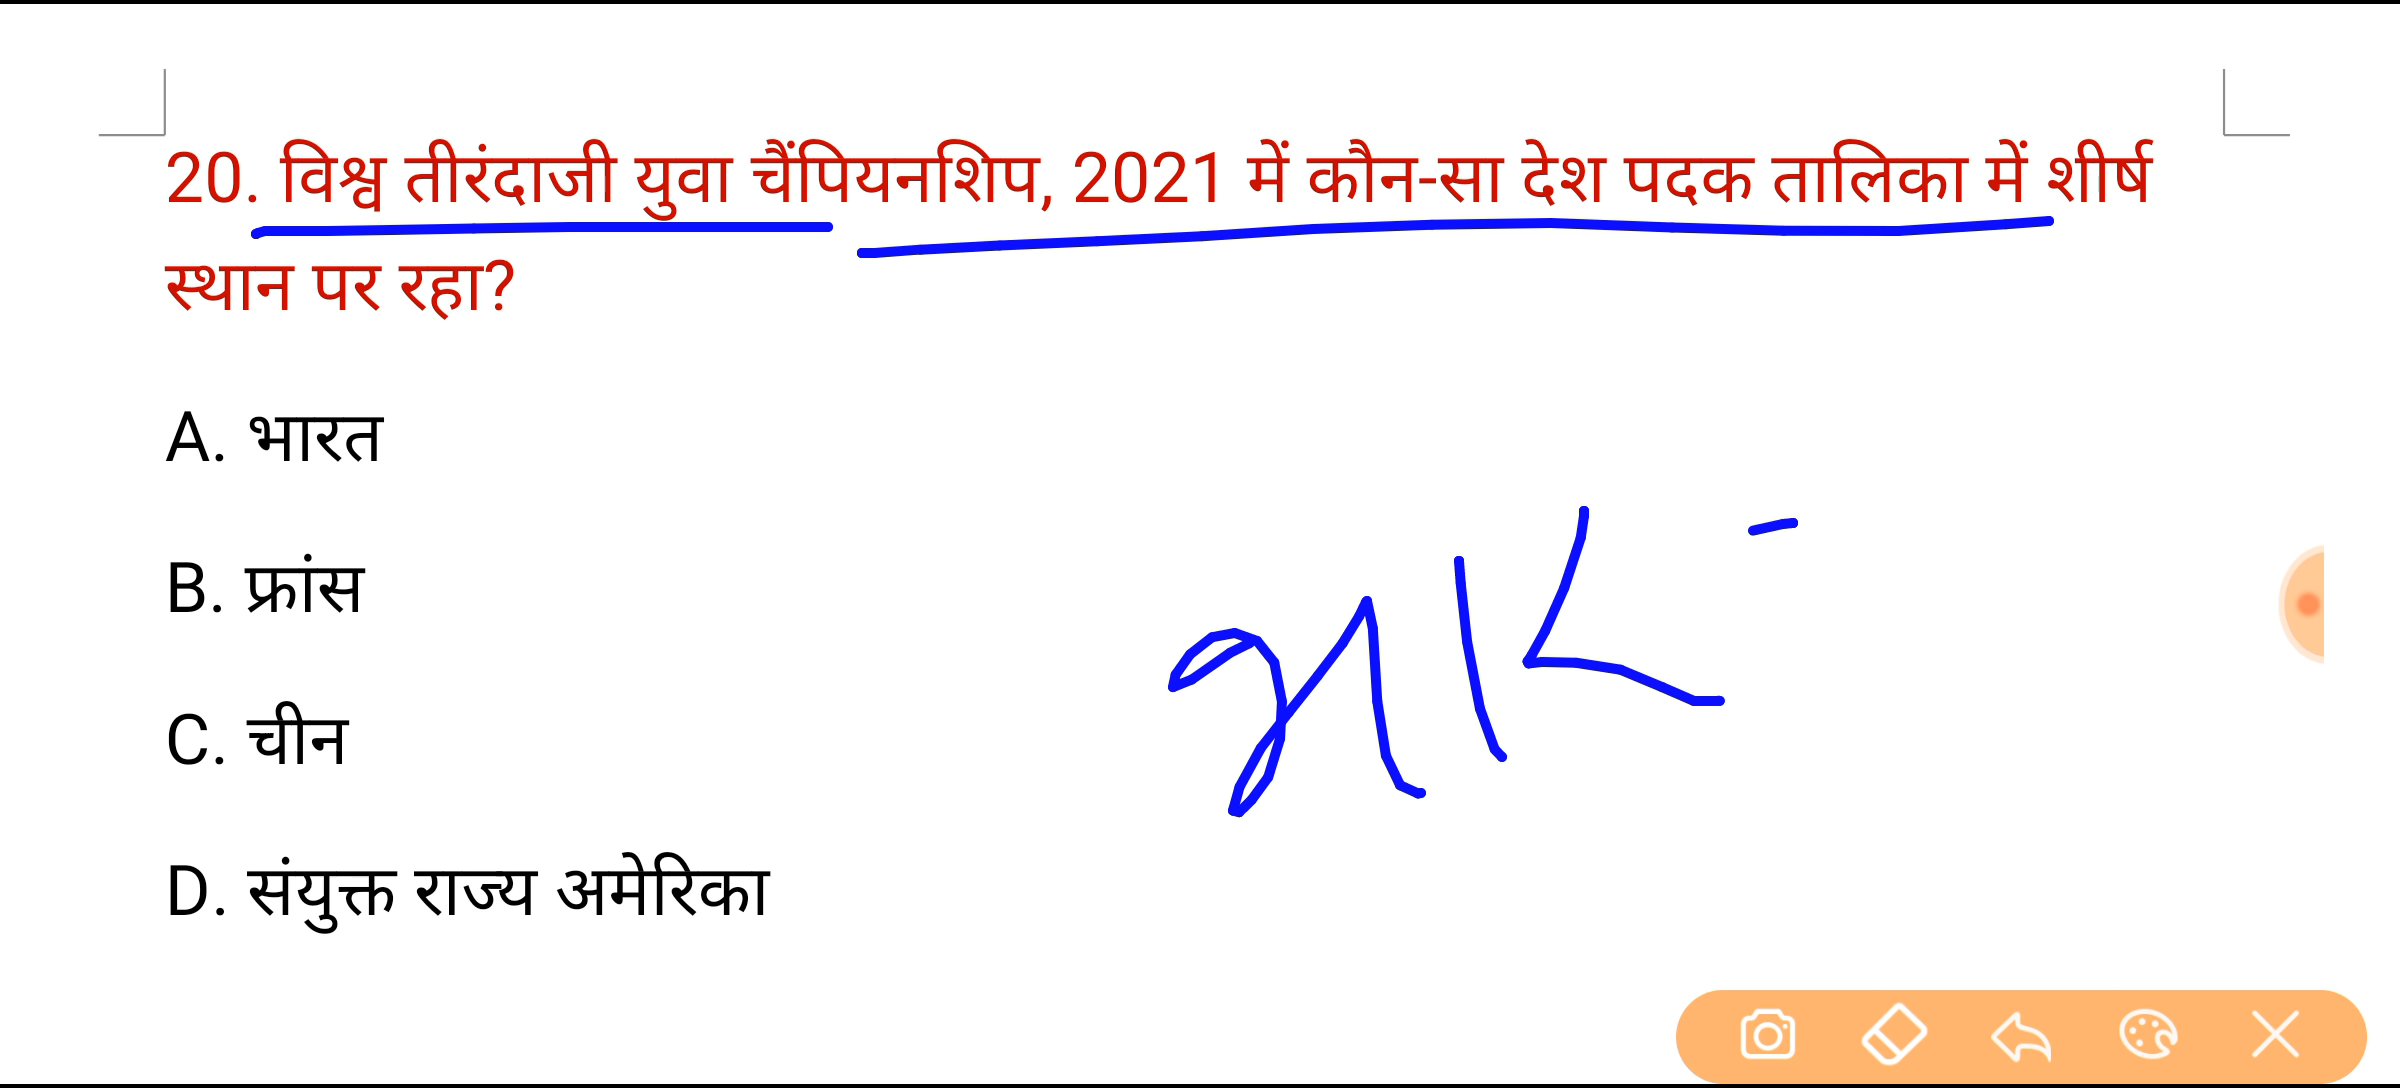 20. विश्व तीरंदाजी युवा चैंपियनशिप, 2021 में कौन-सा देश पदक तालिका में शीर्ष
स्थान पर रहा?
A. भारत
B. फ्रांस
C. चीन
D. संयुक्त राज्य अमेरिका